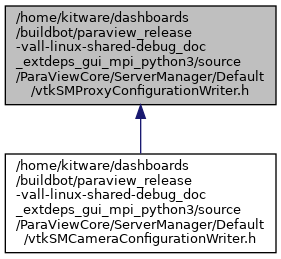 /home/kitware/dashboards
/buildbot/paraview_release
-vall-linux-shared-debug_doc
_extdeps_gui_mpi_python3/source
/ParaViewCore/ServerManager/Default
/vtkSMProxyConfigurationWriter.h
/home/kitware/dashboards
/buildbot/paraview_release
-vall-linux-shared-debug_doc
_extdeps_gui_mpi_python3/source
/ParaViewCore/ServerManager/Default
/vtkSMCameraConfigurationWriter.h